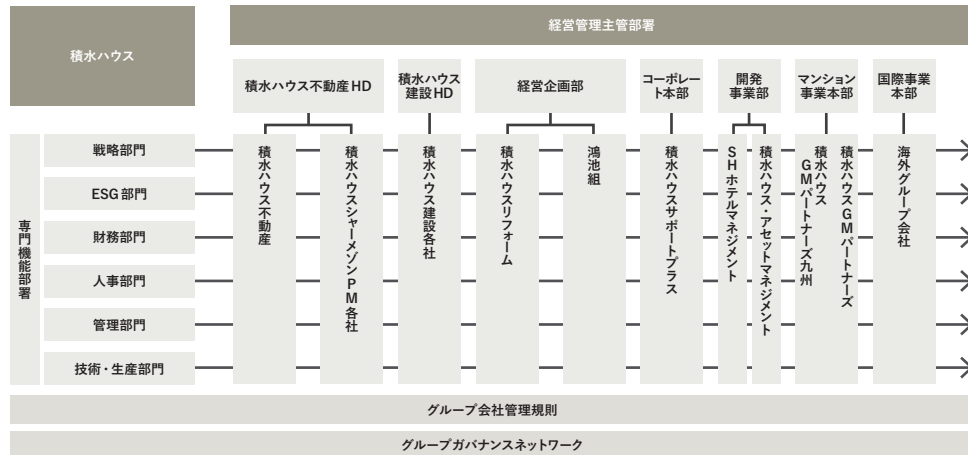 積水ハウス
経営管理主管部署
積水ハウス不動産HD
積水ハウス
建設HD
経営企画部
コーポレー
ト本部
開発
事業部
マンション
事業本部
国際事業
本部
専門機能部署
戦略部門
ESG部門
財務部門
人事部門
管理部門
技術・生産部門
積水ハウス不動産
積水ハウスシャーメゾンPM各社
積水ハウス建設各社
積水ハウスリフォーム
鴻池組
積水ハウスサポートプラス
SHホテルマネジメント
積水ハウス・アセットマネジメント
積水ハウス
GMパートナーズ九州
積水ハウスGMパートナーズ
海外グループ会社
グループ会社管理規則
グループガバナンスネットワーク